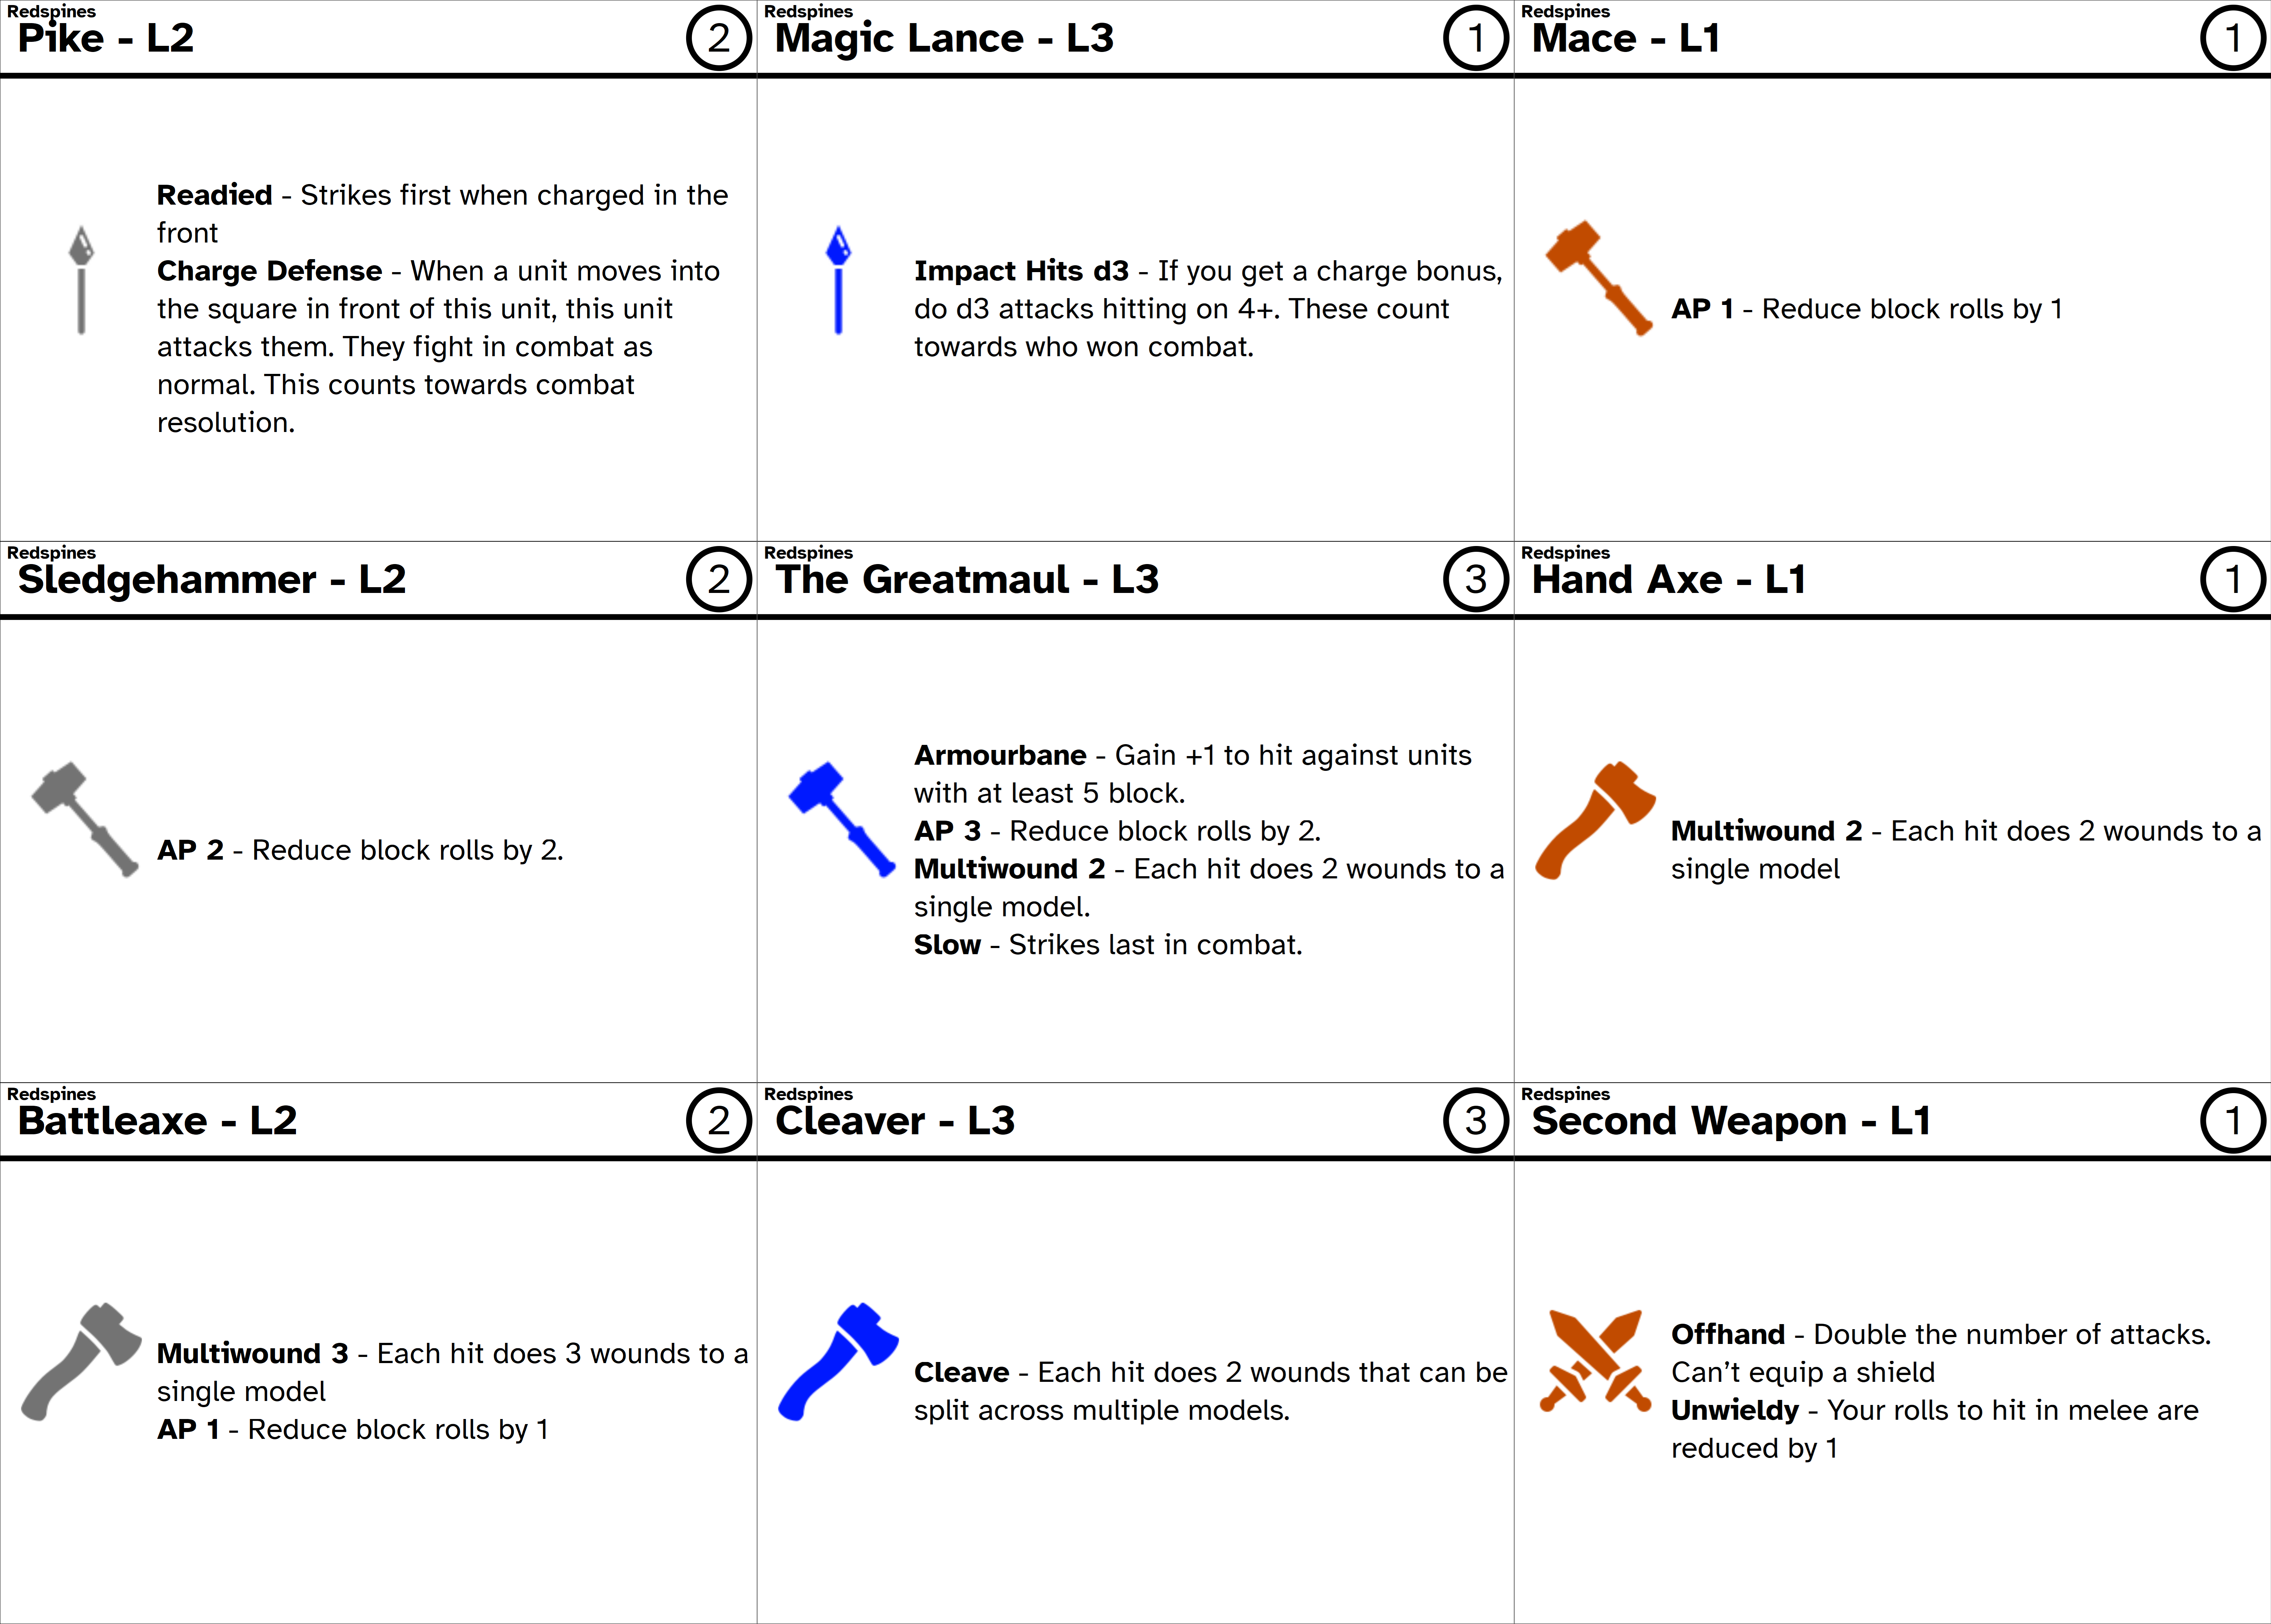 Redspines
Pike - L2
2
Readied - Strikes first when charged in the
front
Charge Defense - When a unit moves into
the square in front of this unit, this unit
attacks them. They fight in combat as
normal. This counts towards combat
resolution.
Redspines
Magic Lance - L3
1
Impact Hits d3 - If you get a charge bonus,
do d3 attacks hitting on 4+. These count
towards who won combat.
Redspines
Mace - L1
1
AP 1 - Reduce block rolls by 1
Redspines
Sledgehammer - L2
2
AP 2 - Reduce block rolls by 2.
Redspines
The Greatmaul - L3
3
Armourbane - Gain +1 to hit against units
with at least 5 block.
AP 3 - Reduce block rolls by 2.
Multiwound 2 - Each hit does 2 wounds to a
single model.
Slow - Strikes last in combat.
Redspines
Hand Axe - L1
1
Multiwound 2 - Each hit does 2 wounds to a
single model
Redspines
Battleaxe - L2
2
Multiwound 3 - Each hit does 3 wounds to a
single model
AP 1 - Reduce block rolls by 1
Redspines
Cleaver - L3
3
Cleave - Each hit does 2 wounds that can be
split across multiple models.
Redspines
Second Weapon - L1
1
Offhand - Double the number of attacks.
Can't equip a shield
Unwieldy - Your rolls to hit in melee are
reduced by 1